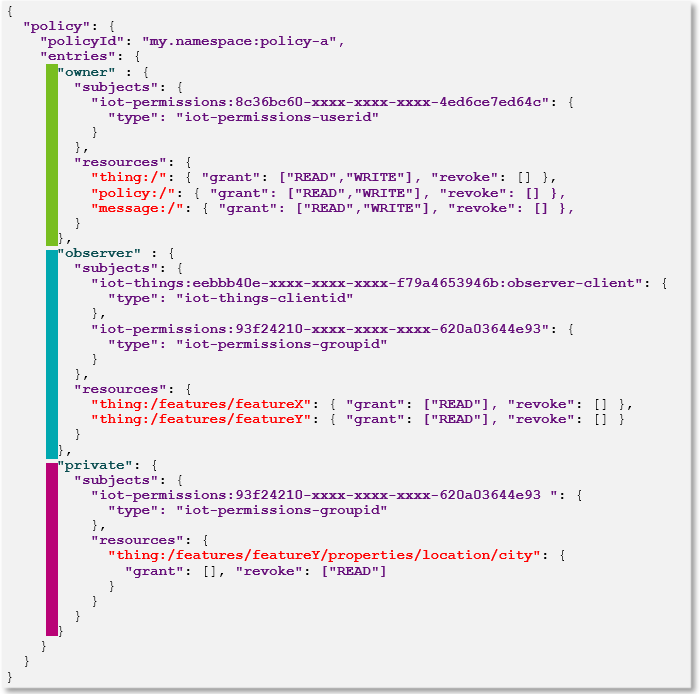 {
  "policy": {
    "policyId": "my.namespace:policy-a",
    "entries": {
      "owner" : {
        "subjects": {
          "iot-permissions:8c36bc60-xxxx-xxxx-xxxx-4ed6ce7ed64c": {
            "type": "iot-permissions-userid"
          }
        },
        "resources": {
          "thing:/": { "grant": ["READ","WRITE"], "revoke": [] },
          "policy:/": { "grant": ["READ","WRITE"], "revoke": [] },
          "message:/": { "grant": ["READ","WRITE"], "revoke": [] },
        }
      },
      "observer" : {
        "subjects": {
          "iot-things:eebbb40e-xxxx-xxxx-xxxx-f79a4653946b:observer-client": {
            "type": "iot-things-clientid"
          },
          "iot-permissions:93f24210-xxxx-xxxx-xxxx-620a03644e93": {
            "type": "iot-permissions-groupid"
          }
        },
        "resources": {
          "thing:/features/featureX": { "grant": ["READ"], "revoke": [] },
          "thing:/features/featureY": { "grant": ["READ"], "revoke": [] }
        }
      },
      "private": {
        "subjects": {
          "iot-permissions:93f24210-xxxx-xxxx-xxxx-620a03644e93 ": {
            "type": "iot-permissions-groupid"
          },
          "resources": {
            "thing:/features/featureY/properties/location/city": {
              "grant": [], "revoke": ["READ"]
            }
          }
        }
      }
    }
  }
}